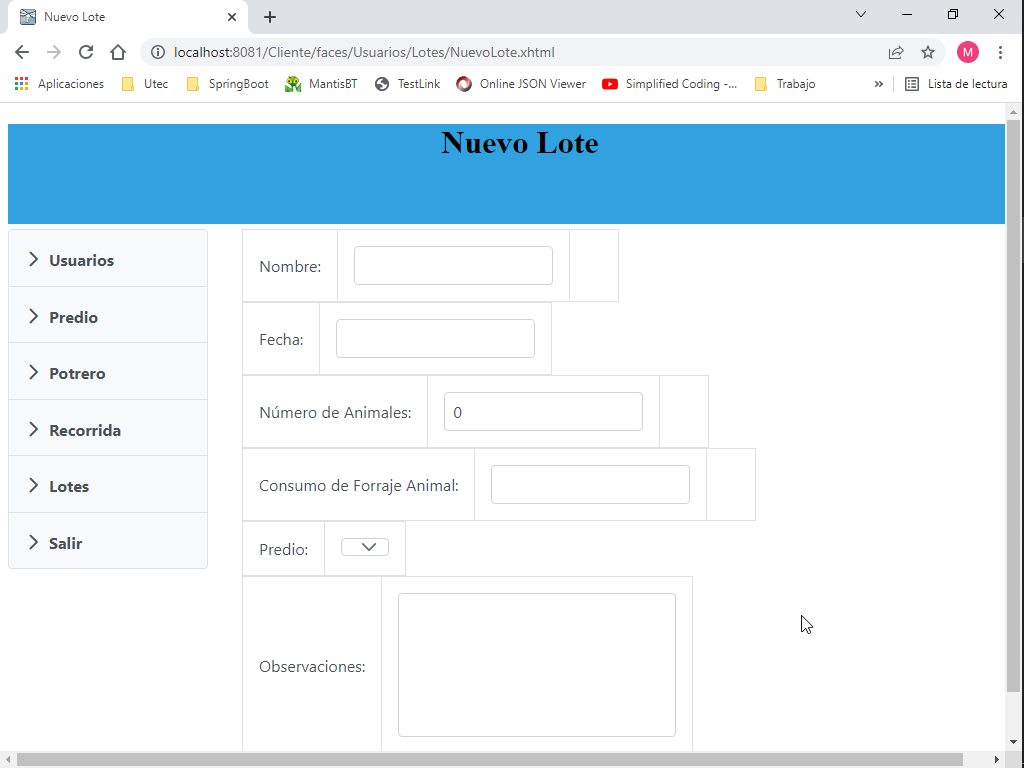 Nuevo Lote
localhost:8081/Cliente/faces/Usuarios/Lotes/NuevoLote.xhtml
M
Aplicaciones Utec SpringBoot MantisBT TestLink Online JSON Viewer Simplified Coding -... Trabajo » Lista de lectura
Nuevo Lote
Usuarios
Predio
Potrero
Recorrida
Lotes
Salir
Nombre:
Fecha:
Número de Animales: 0
Consumo de Forraje Animal:
Predio:
Observaciones: